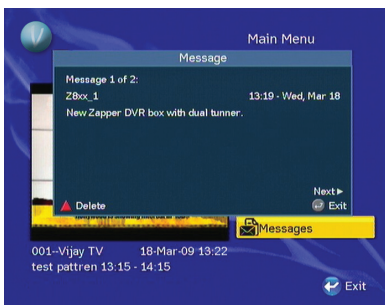 Main Menu
Message
Message 1 of 2:
Z8xx_1 13:19 - Wed, Mar 18
New Zapper DVR box with dual tunner.
Next
Delete Exit
Messages
001--Vijay TV 18-Mar-09 13:22
test pattren 13:15 - 14:15
Exit